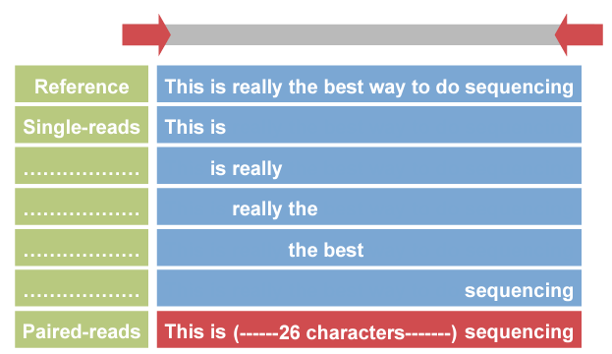 Reference This is really the best way to do sequencing
Single-reads This is
.................. is really
.................. really the
.................. the best
.................. sequencing
Paired-reads This is (------26 characters-------) sequencing